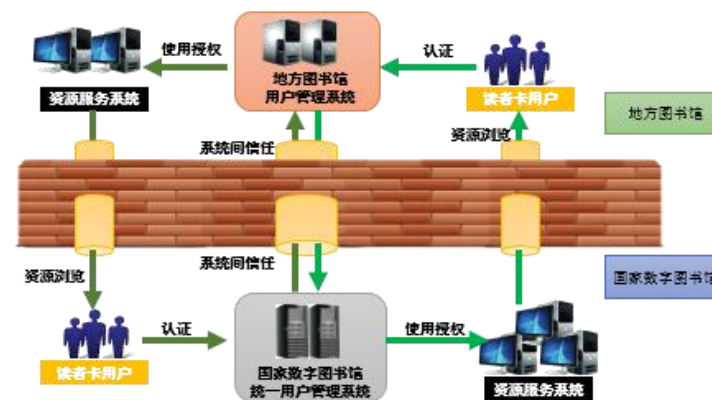 使用授权
认证
资源服务系统
地方图书馆
用户管理系统
读者卡用户
地方图书馆
系统间信任
资源浏览
系统间信任
资源浏览
国家数字图书馆
认证
使用授权
读者卡用户
国家数字图书馆
统一用户管理系统
资源服务系统